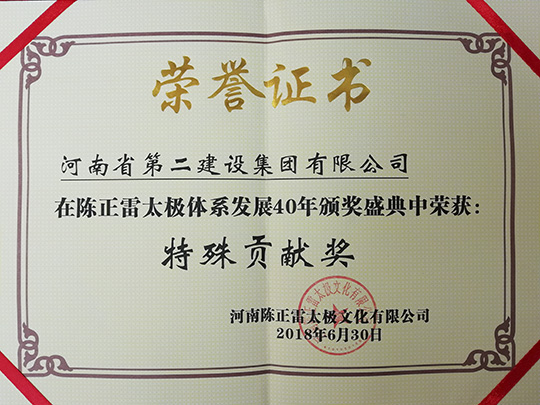 荣誉证书
河南省第二建设集团有限公司
在陈正雷太极体系发展40年颁奖盛典中荣获:
特殊贡献奖
河南陈正雷太极文化有限公司
2018年6月30日